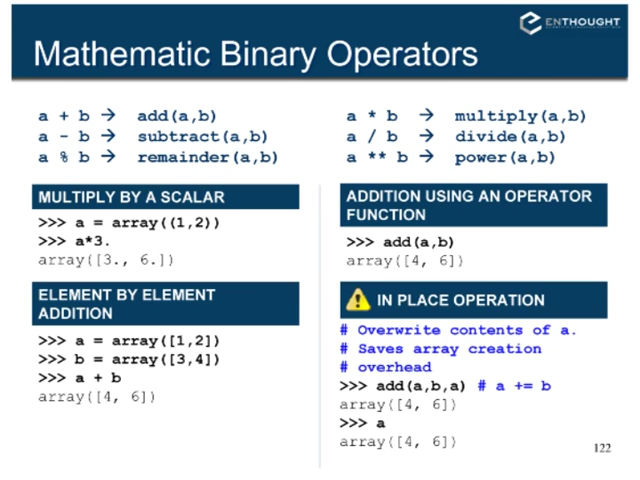 ENTHOUGHT
Mathematic Binary Operators
a + b → add(a,b)
a - b → subtract(a,b)
a % b → remainder(a,b)
a * b → multiply(a,b)
a / b → divide(a,b)
a ** b → power(a,b)
MULTIPLY BY A SCALAR
>>> a = array((1,2))
>>> a*3.
array([3., 6.])
ELEMENT BY ELEMENT
ADDITION
>>> a = array([1,2])
>>> b = array([3,4])
>>> a + b
array([4, 6])
ADDITION USING AN OPERATOR
FUNCTION
>>> add(a,b)
array([4, 6])
IN PLACE OPERATION
# Overwrite contents of a.
# Saves array creation
# overhead
>>> add(a,b,a) # a += b
array([4, 6])
>>> a
array([4, 6])
122